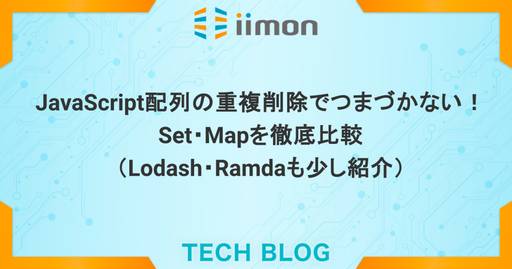 iimon
JavaScript配列の重複削除でつまづかない！
Set・Mapを徹底比較
（Lodash・Ramdaも少し紹介）
TECH BLOG